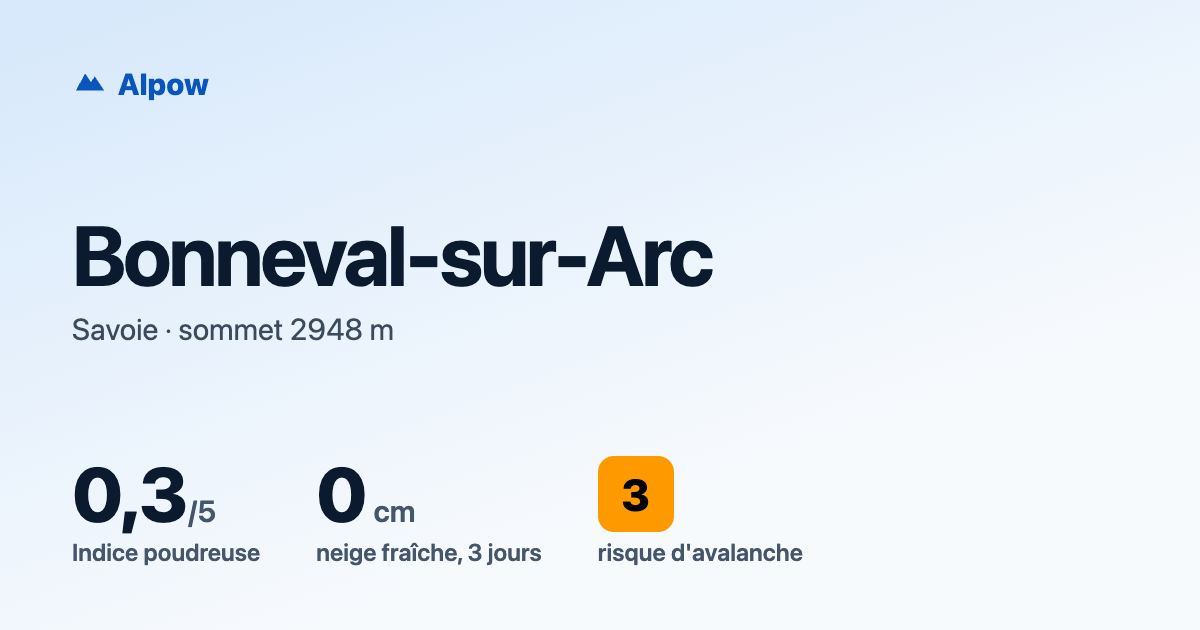 Alpow
Bonneval-sur-Arc
Savoie · sommet 2948 m
0,3/5
Indice poudreuse
0 cm
neige fraîche, 3 jours
3
risque d'avalanche